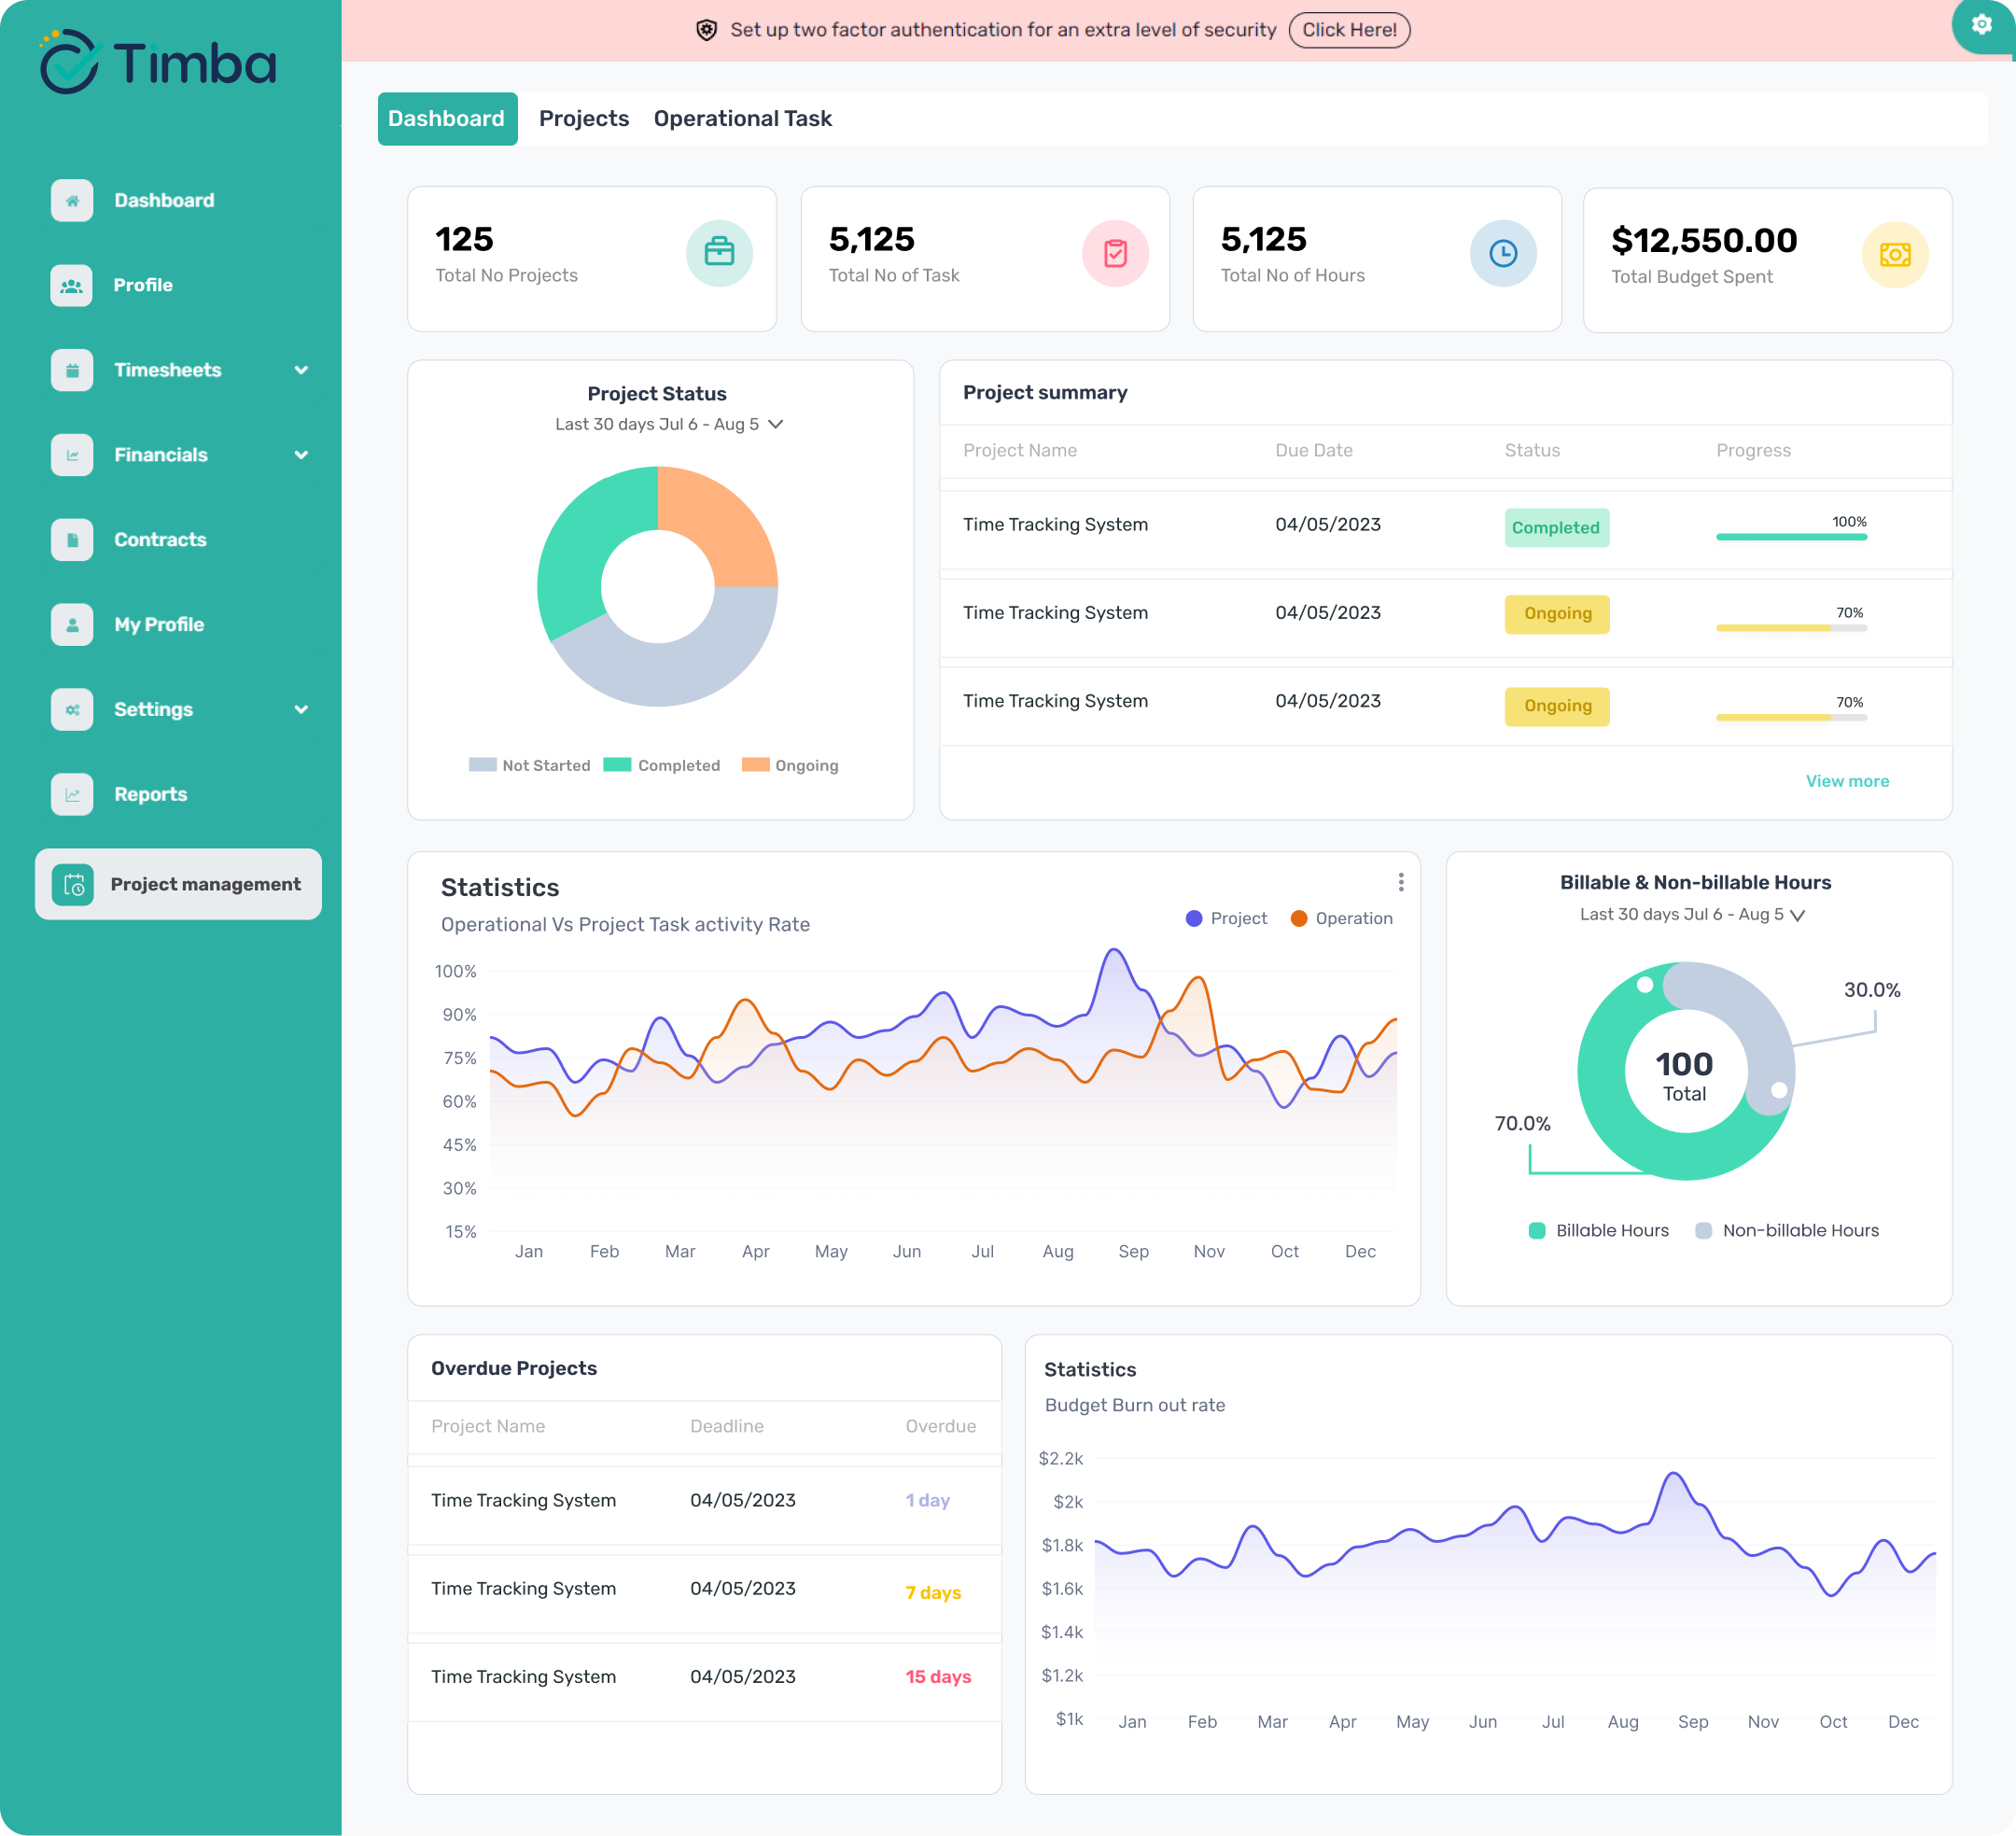 Timba
Set up two factor authentication for an extra level of security Click Here!
Dashboard Projects Operational Task
Dashboard
Profile
Timesheets
Financials
Contracts
My Profile
Settings
Reports
Project management
125
Total No Projects
5,125
Total No of Task
5,125
Total No of Hours
$12,550.00
Total Budget Spent
Project Status
Last 30 days Jul 6 - Aug 5
Not Started Completed Ongoing
Project summary
Project Name Due Date Status Progress
Time Tracking System 04/05/2023 Completed 100%
Time Tracking System 04/05/2023 Ongoing 70%
Time Tracking System 04/05/2023 Ongoing 70%
View more
Statistics
Operational Vs Project Task activity Rate
Project Operation
100%
90%
75%
60%
45%
30%
15%
Jan Feb Mar Apr May Jun Jul Aug Sep Nov Oct Dec
Billable & Non-billable Hours
Last 30 days Jul 6 - Aug 5
30.0%
100
Total
70.0%
Billable Hours Non-billable Hours
Overdue Projects
Project Name Deadline Overdue
Time Tracking System 04/05/2023 1 day
Time Tracking System 04/05/2023 7 days
Time Tracking System 04/05/2023 15 days
Statistics
Budget Burn out rate
$2.2k
$2k
$1.8k
$1.6k
$1.4k
$1.2k
$1k
Jan Feb Mar Apr May Jun Jul Aug Sep Nov Oct Dec